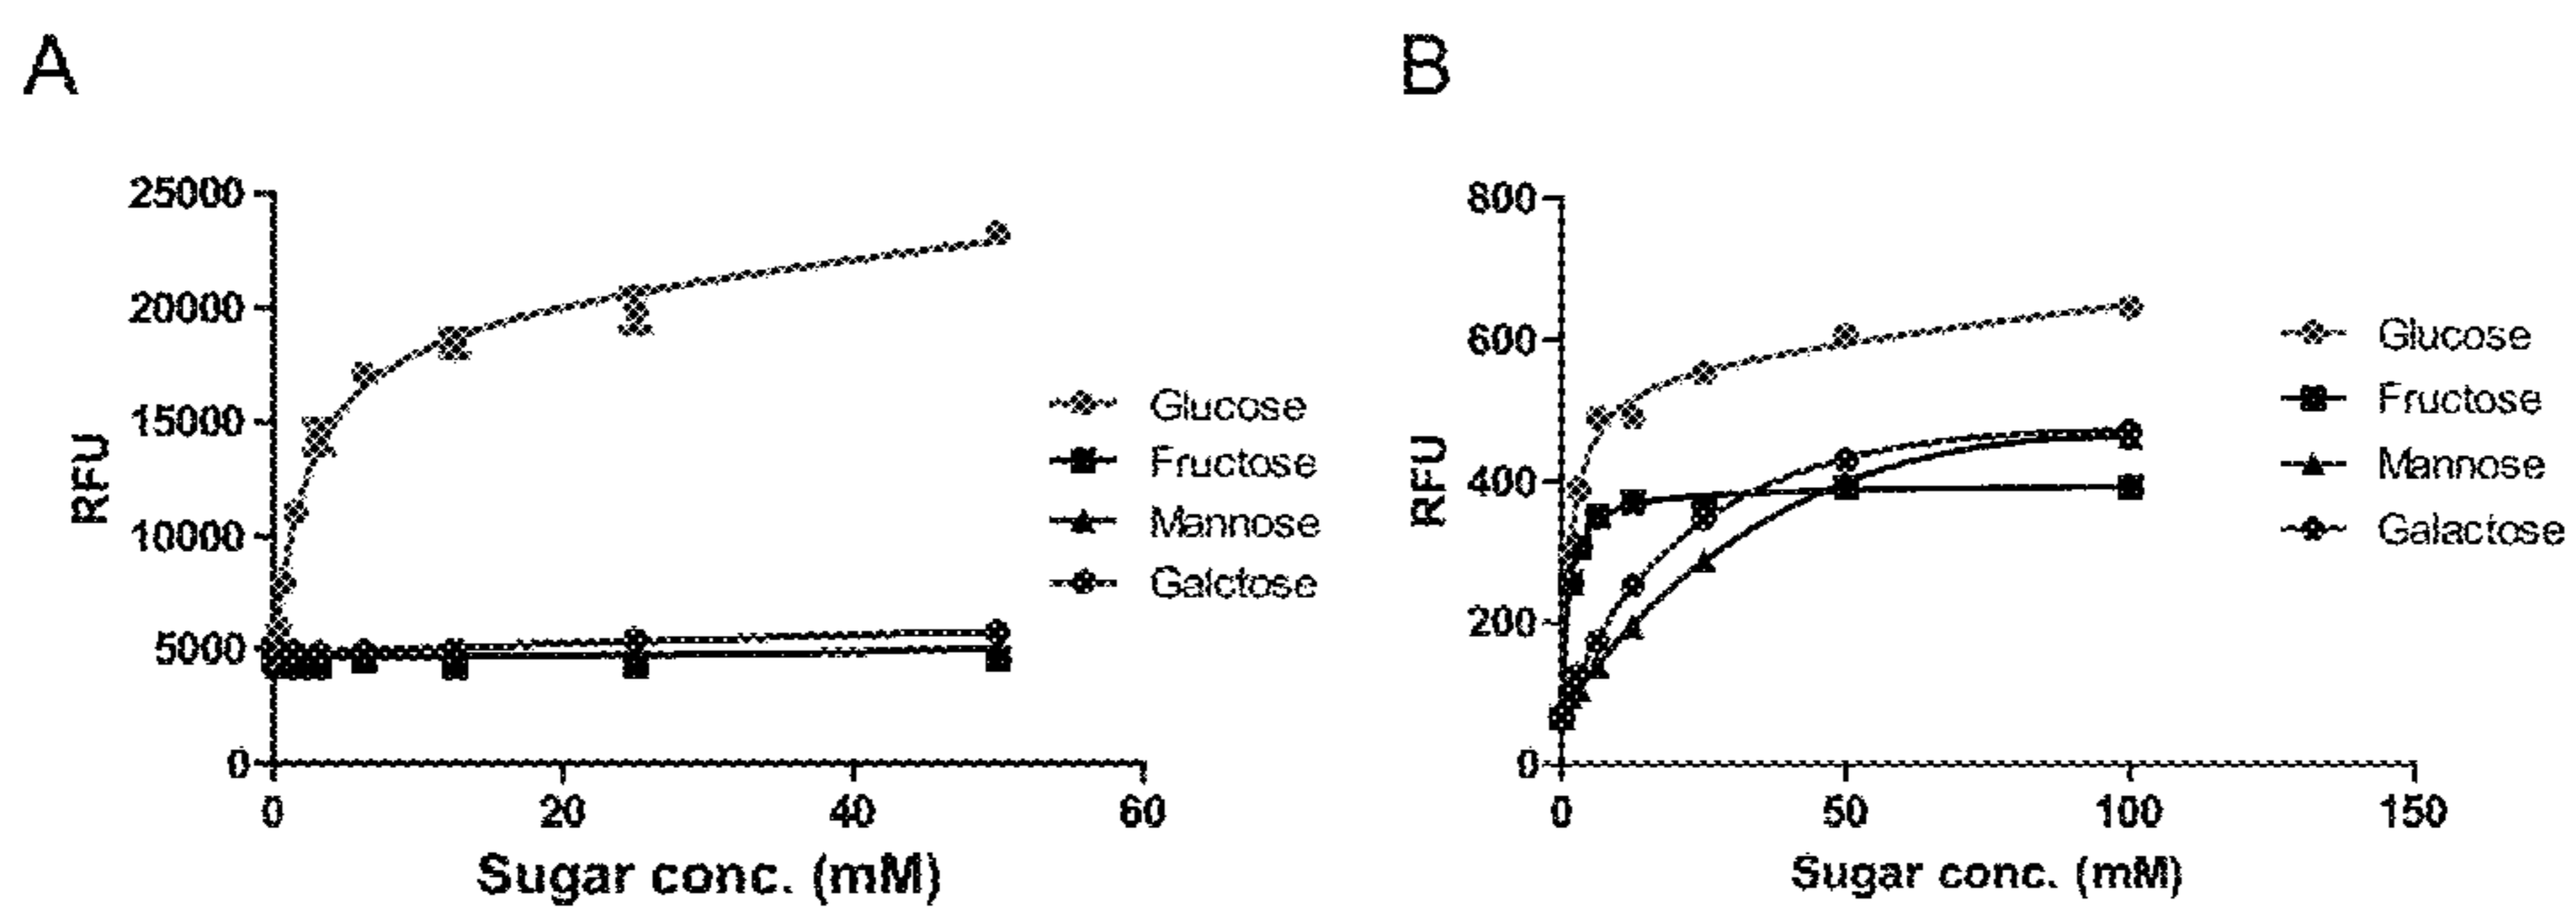 A
25000
20000
15000
10000
5000
0
RFU
0 20 40 60
Sugar conc. (mM)
Glucose
Fructose
Mannose
Galctose
B
800
600
400
200
0
RFU
0 50 100 150
Sugar conc. (mM)
Glucose
Fructose
Mannose
Galactose